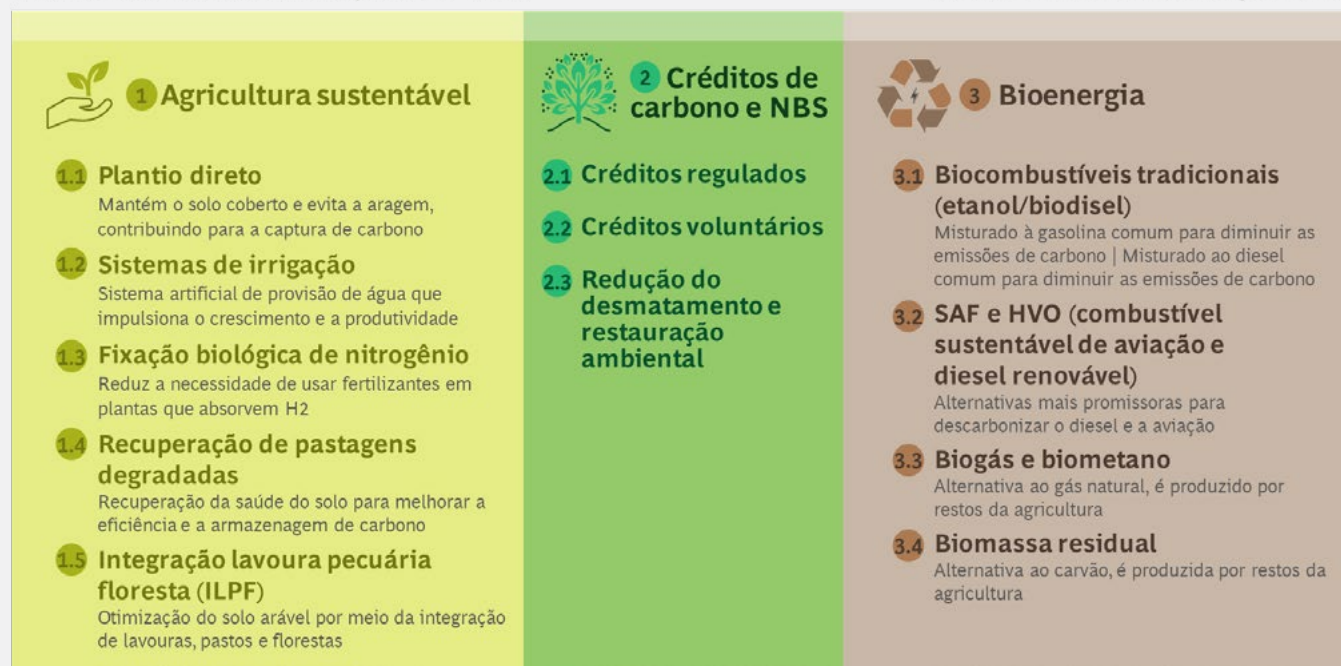 1 Agricultura sustentável
1.1 Plantio direto
Mantém o solo coberto e evita a aragem,
contribuindo para a captura de carbono
1.2 Sistemas de irrigação
Sistema artificial de provisão de água que
impulsiona o crescimento e a produtividade
1.3 Fixação biológica de nitrogênio
Reduz a necessidade de usar fertilizantes em
plantas que absorvem H2
1.4 Recuperação de pastagens
degradadas
Recuperação da saúde do solo para melhorar a
eficiência e a armazenagem de carbono
1.5 Integração lavoura pecuária
floresta (ILPF)
Otimização do solo arável por meio da integração
de lavouras, pastos e florestas
2 Créditos de
carbono e NBS
2.1 Créditos regulados
2.2 Créditos voluntários
2.3 Redução do
desmatamento e
restauração
ambiental
3 Bioenergia
3.1 Biocombustíveis tradicionais
(etanol/biodisel)
Misturado à gasolina comum para diminuir as
emissões de carbono | Misturado ao diesel
comum para diminuir as emissões de carbono
3.2 SAF e HVO (combustível
sustentável de aviação e
diesel renovável)
Alternativas mais promissoras para
descarbonizar o diesel e a aviação
3.3 Biogás e biometano
Alternativa ao gás natural, é produzido por
restos da agricultura
3.4 Biomassa residual
Alternativa ao carvão, é produzida por restos da
agricultura